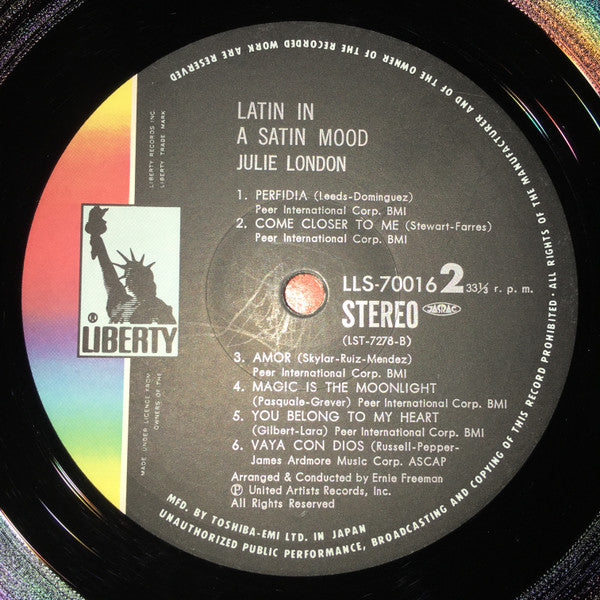 LATIN IN
A SATIN MOOD
JULIE LONDON
1. PERFIDIA (Leeds-Dominguez)
Peer International Corp. BMI
2. COME CLOSER TO ME (Stewart-Farres)
Peer International Corp. BMI
LLS-70016 2 33⅓ r. p. m.
STEREO JASRAC
(LST-7278-B)
3. AMOR (Skylar-Ruiz-Mendez)
Peer International Corp. BMI
4. MAGIC IS THE MOONLIGHT
(Pasquale-Grever) Peer International Corp. BMI
5. YOU BELONG TO MY HEART
(Gilbert-Lara) Peer International Corp. BMI
6. VAYA CON DIOS (Russell-Pepper-
James Ardmore Music Corp. ASCAP
Arranged & Conducted by Ernie Freeman
Ⓟ United Artists Records, Inc.
All Rights Reserved
® LIBERTY
LIBERTY RECORDS INC.
LIBERTY TRADE MARK
MADE UNDER LICENCE FROM
OWNERS OF THE
MFD. BY TOSHIBA-EMI LTD. IN JAPAN
UNAUTHORIZED PUBLIC PERFORMANCE, BROADCASTING AND COPYING OF THIS RECORD PROHIBITED · ALL RIGHTS OF THE MANUFACTURER AND OF THE OWNER OF THE RECORDED WORK ARE RESERVED